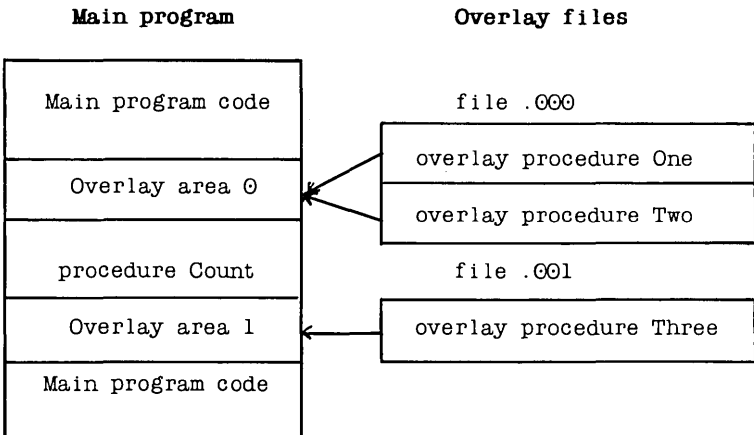 Main program
Overlay files
Main program code
file .000
overlay procedure One
Overlay area 0
overlay procedure Two
procedure Count
file .001
Overlay area 1
overlay procedure Three
Main program code